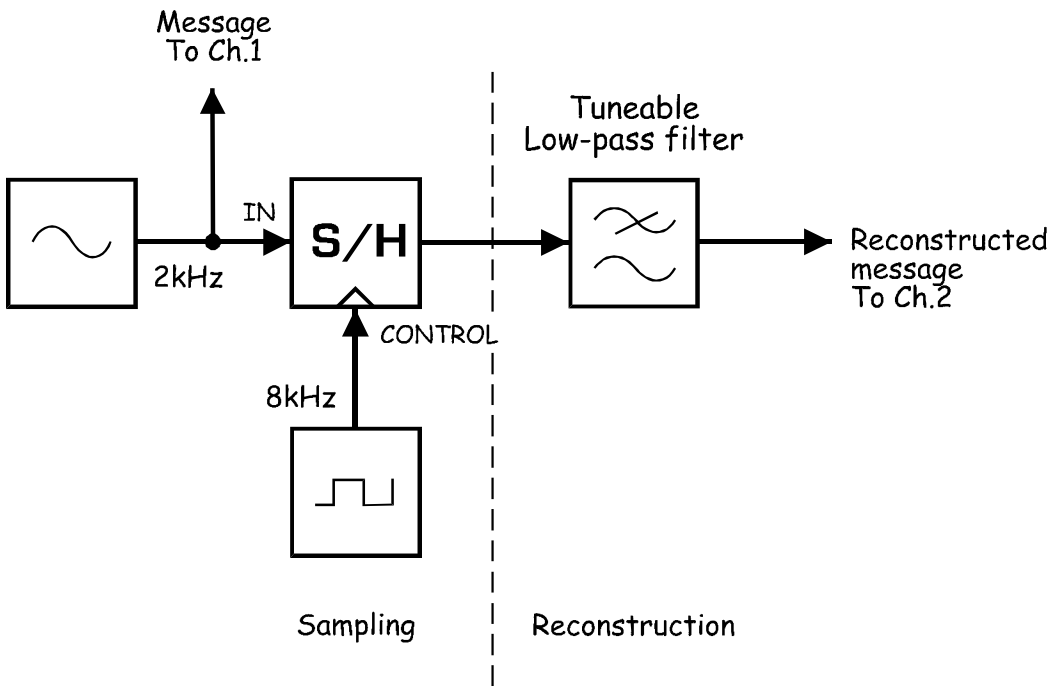 Message
To Ch.1
Tuneable
Low-pass filter
IN
S/H
2kHz
Reconstructed
message
To Ch.2
CONTROL
8kHz
Sampling
Reconstruction